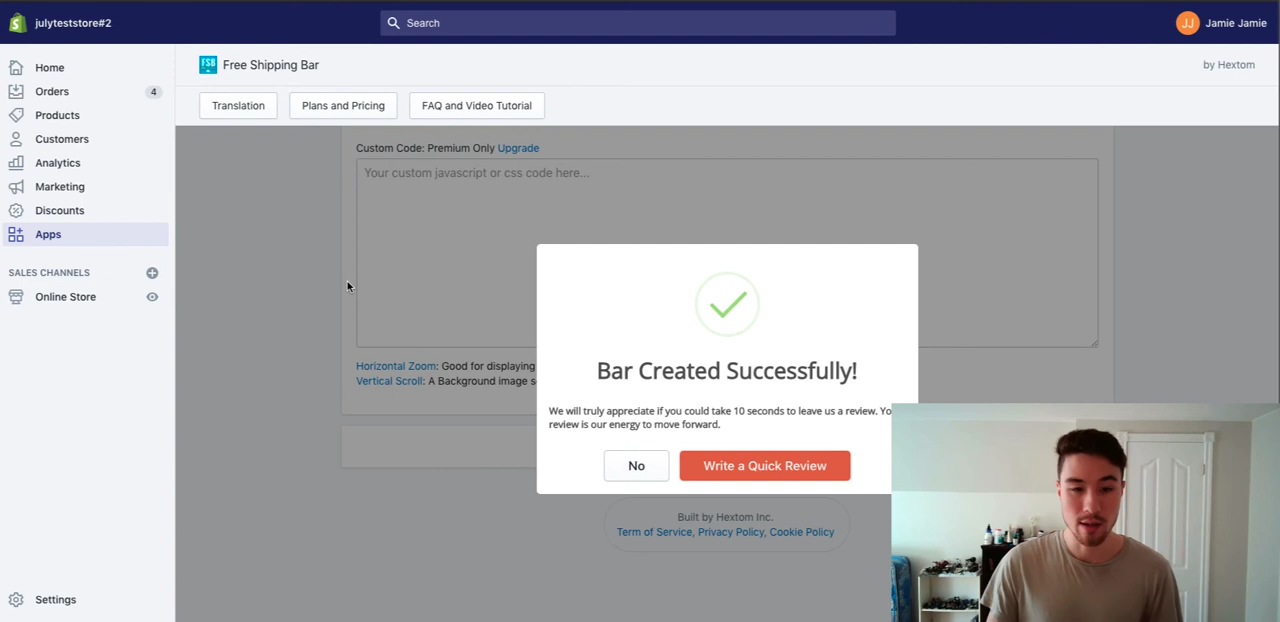 julyteststore#2
Search
JJ Jamie Jamie
Home
Orders 4
Products
Customers
Analytics
Marketing
Discounts
Apps
SALES CHANNELS
Online Store
Settings
FSB Free Shipping Bar
by Hextom
Translation
Plans and Pricing
FAQ and Video Tutorial
Custom Code: Premium Only Upgrade
Your custom javascript or css code here...
Horizontal Zoom: Good for displaying
Vertical Scroll: A Background image s
Bar Created Successfully!
We will truly appreciate if you could take 10 seconds to leave us a review. Yo
review is our energy to move forward.
No
Write a Quick Review
Built by Hextom Inc.
Term of Service, Privacy Policy, Cookie Policy